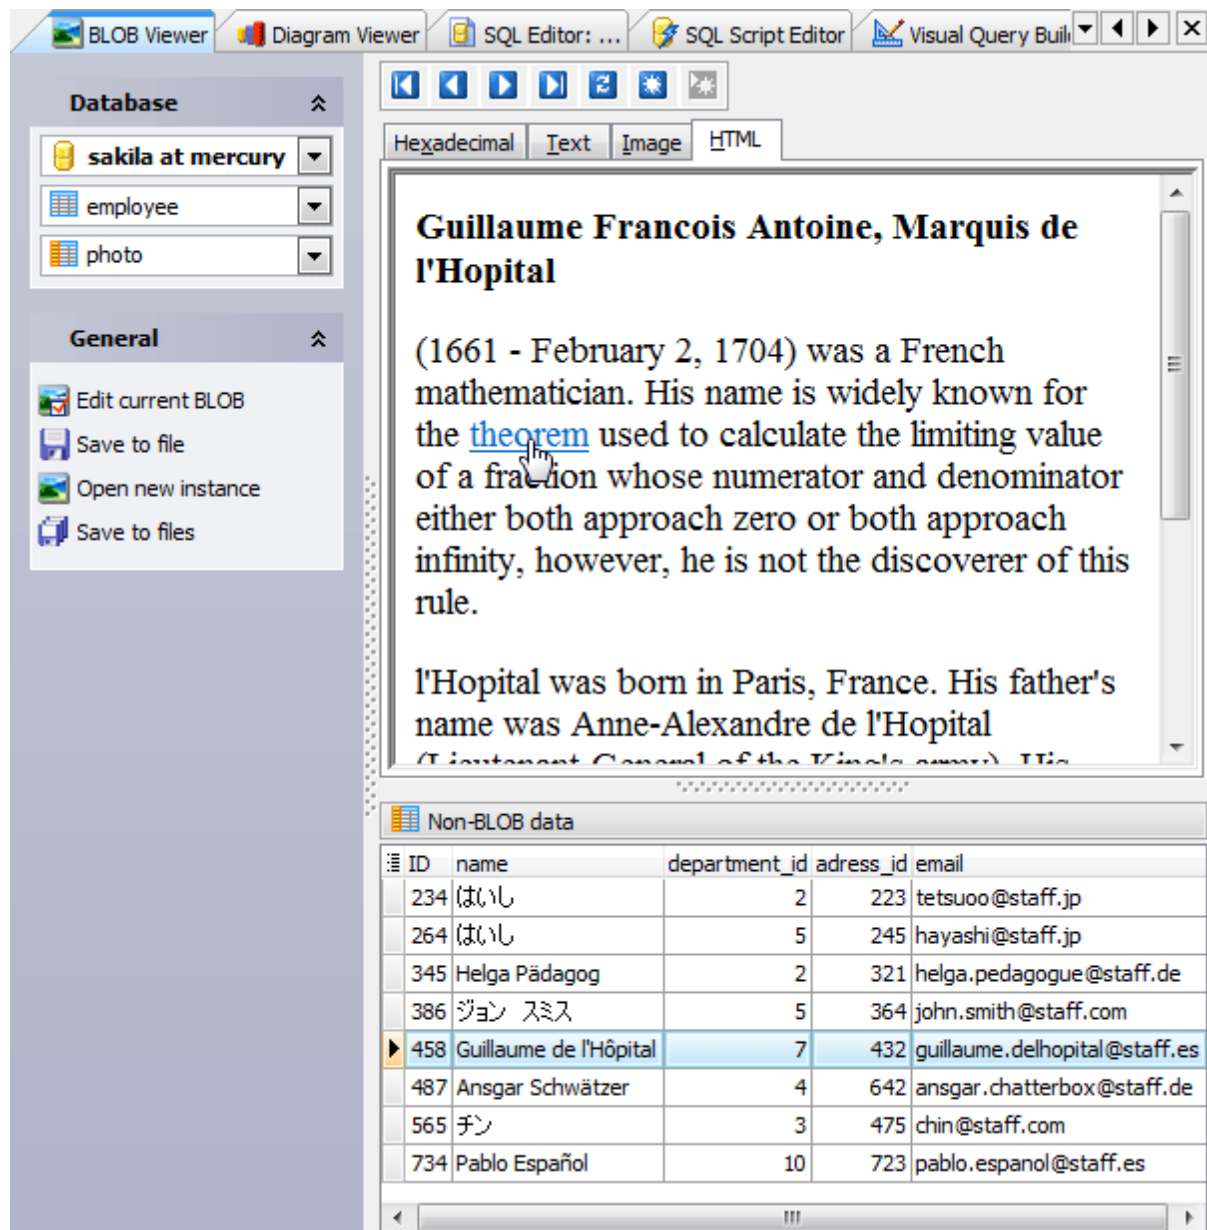 BLOB Viewer
Diagram Viewer
SQL Editor: ...
SQL Script Editor
Visual Query Buil
Database
sakila at mercury
employee
photo
General
Edit current BLOB
Save to file
Open new instance
Save to files
Hexadecimal Text Image HTML
Guillaume Francois Antoine, Marquis de
l'Hopital
(1661 - February 2, 1704) was a French
mathematician. His name is widely known for
the theorem used to calculate the limiting value
of a fraction whose numerator and denominator
either both approach zero or both approach
infinity, however, he is not the discoverer of this
rule.
l'Hopital was born in Paris, France. His father's
name was Anne-Alexandre de l'Hopital
(Lieutenant General of the King's army). His
Non-BLOB data
ID name department_id adress_id email
234 はいし 2 223 tetsuoo@staff.jp
264 はいし 5 245 hayashi@staff.jp
345 Helga Pädagog 2 321 helga.pedagogue@staff.de
386 ジョン スミス 5 364 john.smith@staff.com
458 Guillaume de l'Hôpital 7 432 guillaume.delhopital@staff.es
487 Ansgar Schwätzer 4 642 ansgar.chatterbox@staff.de
565 チン 3 475 chin@staff.com
734 Pablo Español 10 723 pablo.espanol@staff.es